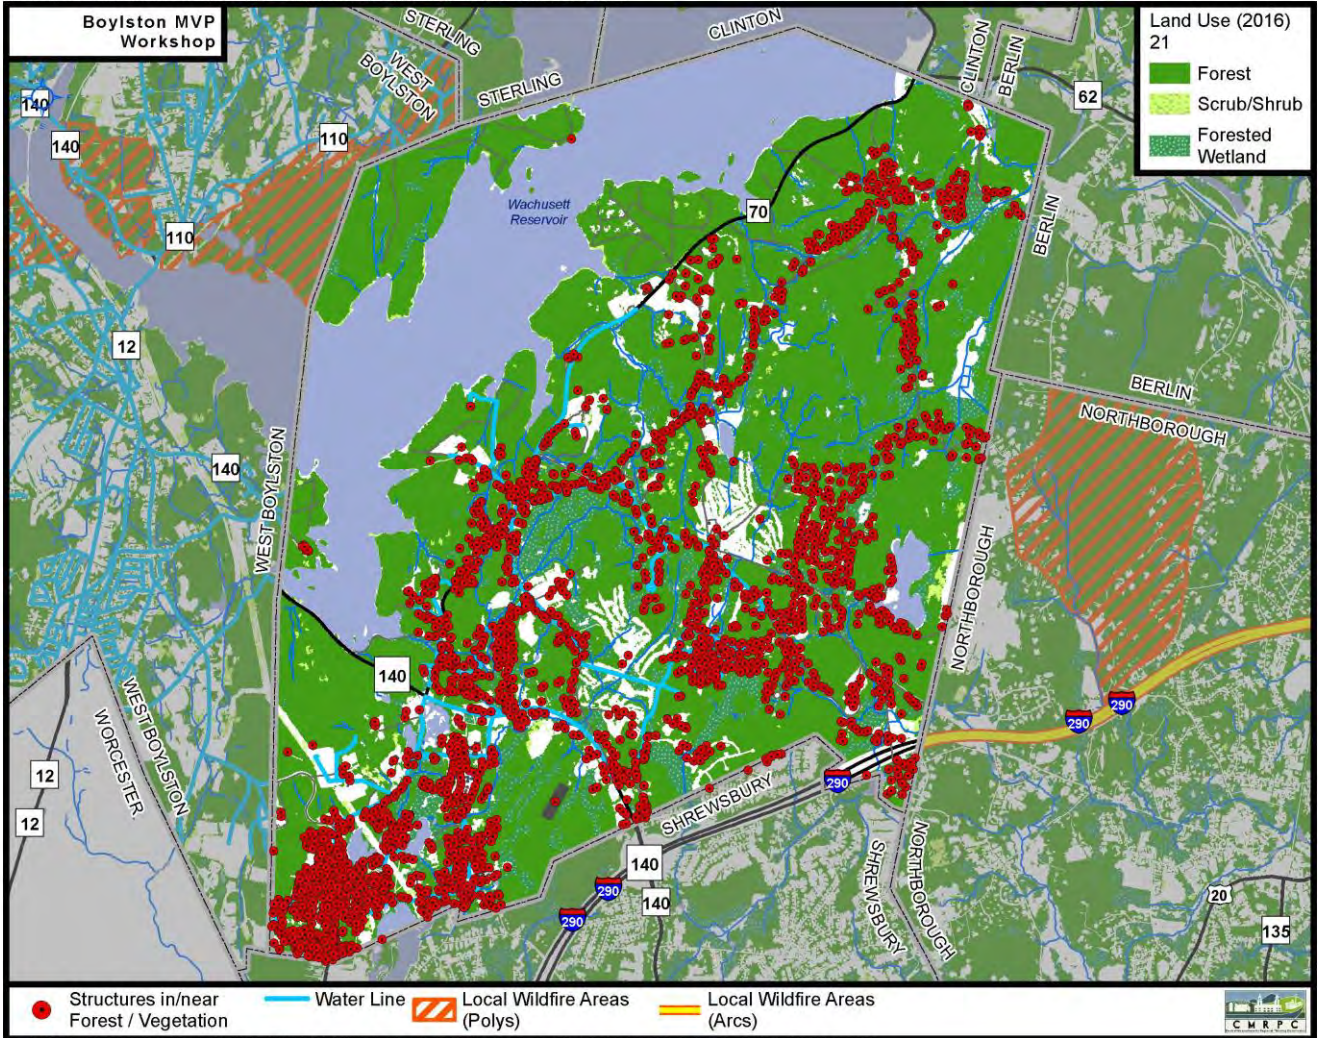 Boylston MVP
Workshop
Land Use (2016)
21
Forest
Scrub/Shrub
Forested
Wetland
STERLING
CLINTON
WEST
BOYLSTON
STERLING
CLINTON
BERLIN
62
140
140
110
110
Wachusett
Reservoir
70
BERLIN
12
BERLIN
NORTHBOROUGH
140
WEST BOYLSTON
NORTHBOROUGH
140
290
290
WEST BOYLSTON
WORCESTER
12
12
290
SHREWSBURY
140
290
140
290
SHREWSBURY
NORTHBOROUGH
20
135
Structures in/near
Forest / Vegetation
Water Line
Local Wildfire Areas
(Polys)
Local Wildfire Areas
(Arcs)
CMRPC